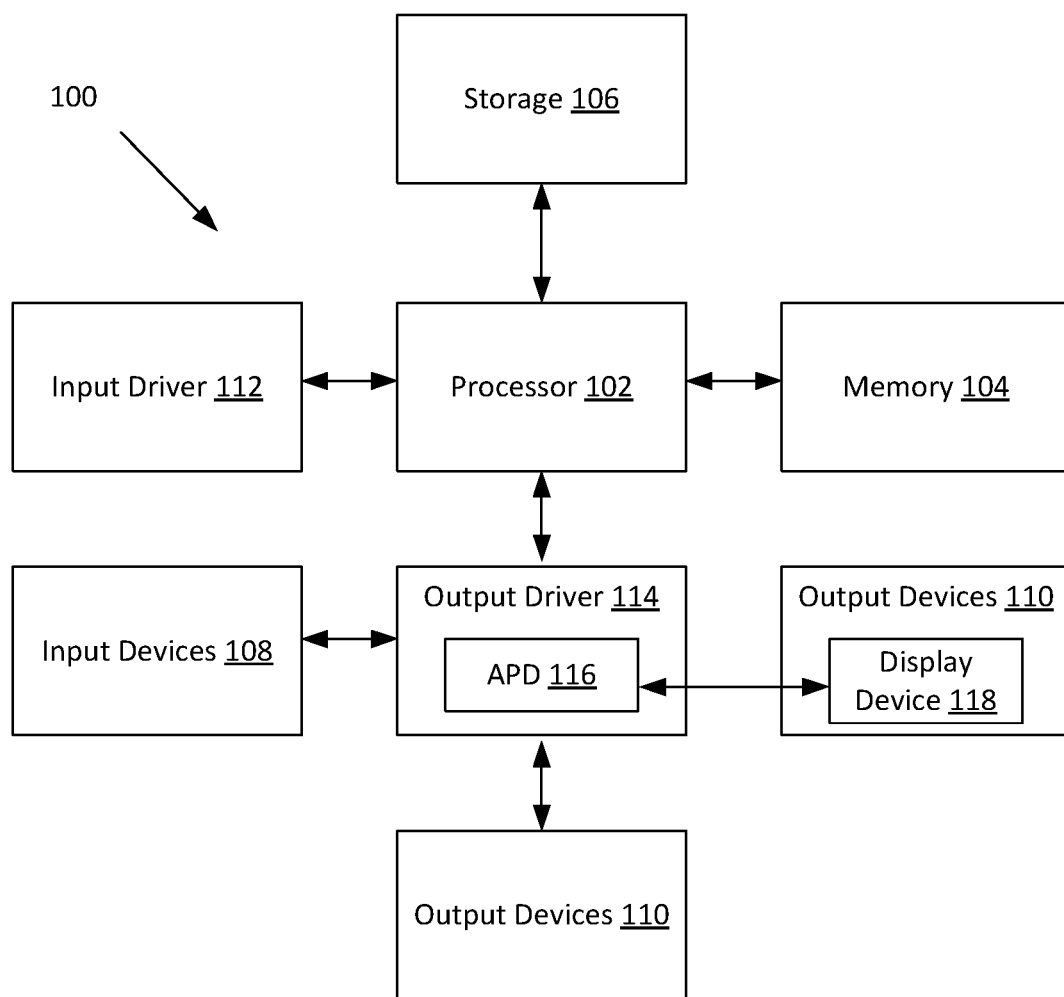 Storage 106
100
Input Driver 112
Processor 102
Memory 104
Input Devices 108
Output Driver 114
APD 116
Output Devices 110
Display
Device 118
Output Devices 110